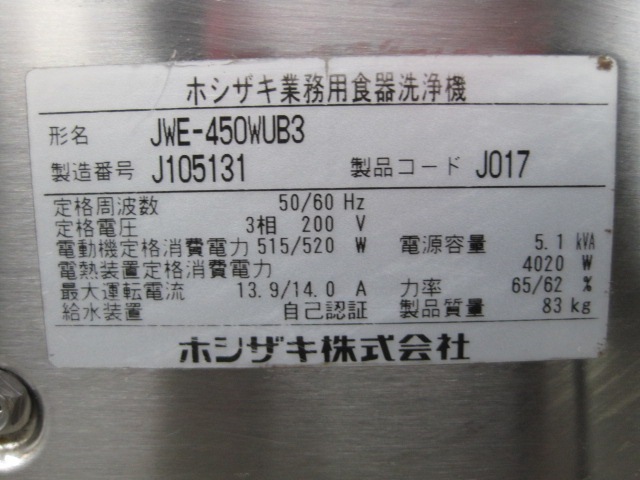 ホシザキ業務用食器洗浄機
形名 JWE-450WUB3
製造番号 J105131 製品コード J017
定格周波数 50/60 Hz
定格電圧 3相 200 V
電動機定格消費電力 515/520 W 電源容量 5.1 kVA
電熱装置定格消費電力 4020 W
最大運転電流 13.9/14.0 A 力率 65/62 %
給水装置 自己認証 製品質量 83 kg
ホシザキ株式会社